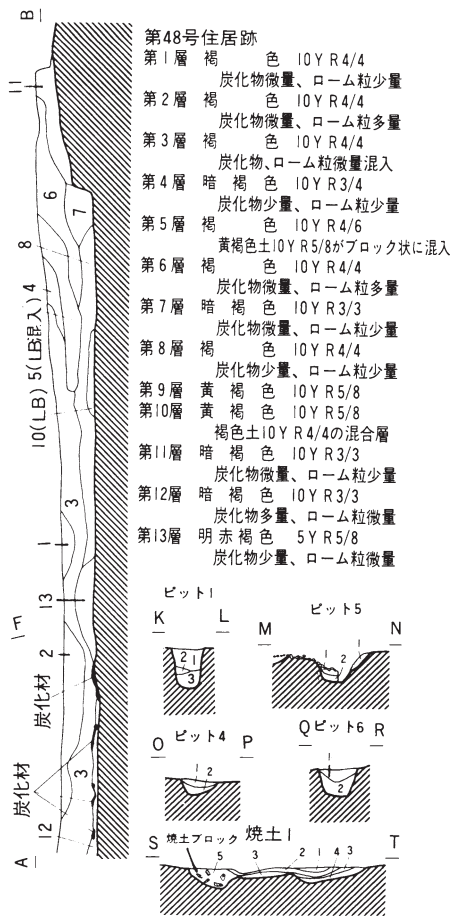 第48号住居跡
第1層 褐 色 10YR4/4
炭化物微量、ローム粒少量
第2層 褐 色 10YR4/4
炭化物微量、ローム粒多量
第3層 褐 色 10YR4/4
炭化物、ローム粒微量混入
第4層 暗 褐 色 10YR3/4
炭化物少量、ローム粒少量
第5層 褐 色 10YR4/6
黄褐色土10YR5/8がブロック状に混入
第6層 褐 色 10YR4/4
炭化物微量、ローム粒多量
第7層 暗 褐 色 10YR3/3
炭化物微量、ローム粒少量
第8層 褐 色 10YR4/4
炭化物少量、ローム粒少量
第9層 黄 褐 色 10YR5/8
第10層 黄 褐 色 10YR5/8
褐色土10YR4/4の混合層
第11層 暗 褐 色 10YR3/3
炭化物微量、ローム粒少量
第12層 暗 褐 色 10YR3/3
炭化物多量、ローム粒微量
第13層 明赤褐色 5YR5/8
炭化物少量、ローム粒微量
B
11
6
7
8
4
5(LB混入)
10(LB)
3
1
13
F
2
炭化材
炭化材
3
12
A
ピット1
K L
2 1
3
ピット5
M N
1 1
2
ピット4
O P
1 2
ピット6
Q R
1
2
焼土1
S T
焼土ブロック
5 3 2 1 4 3